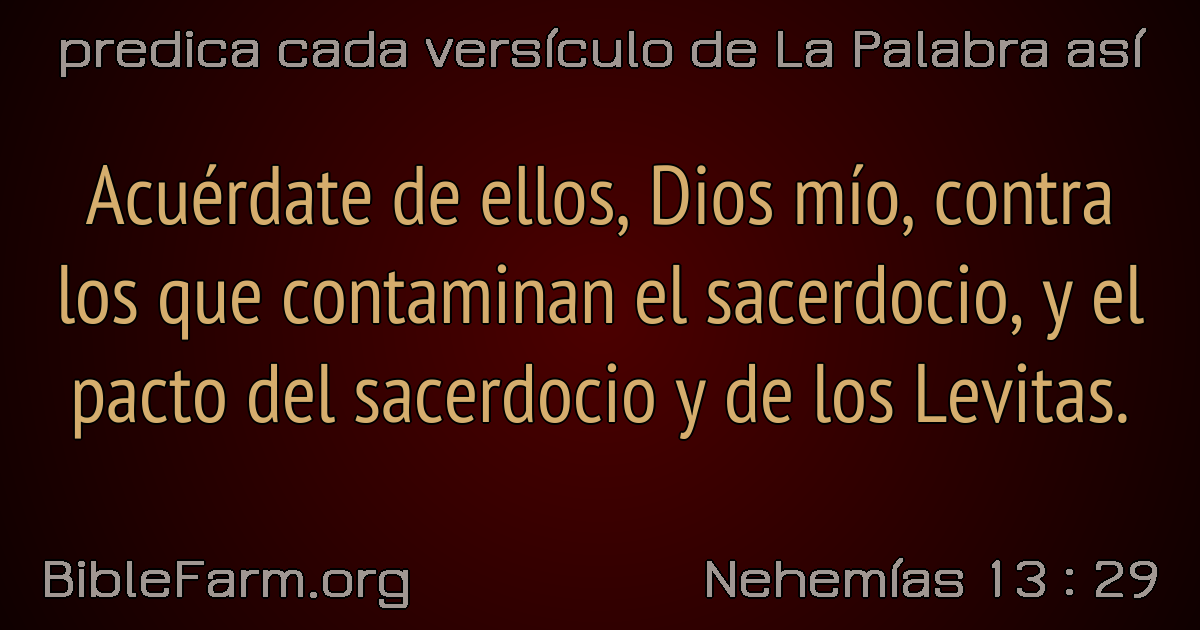 predica cada versículo de La Palabra así
Acuérdate de ellos, Dios mío, contra
los que contaminan el sacerdocio, y el
pacto del sacerdocio y de los Levitas.
BibleFarm.org
Nehemías 13 : 29